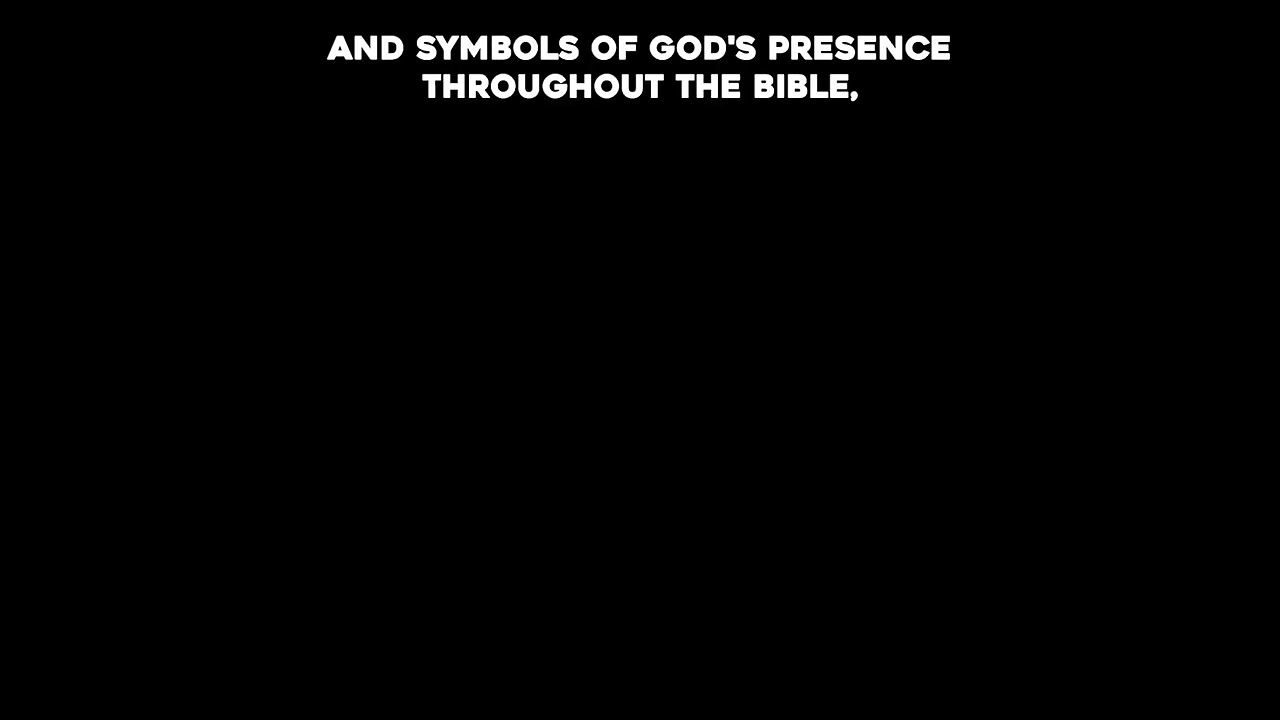 AND SYMBOLS OF GOD'S PRESENCE
THROUGHOUT THE BIBLE,